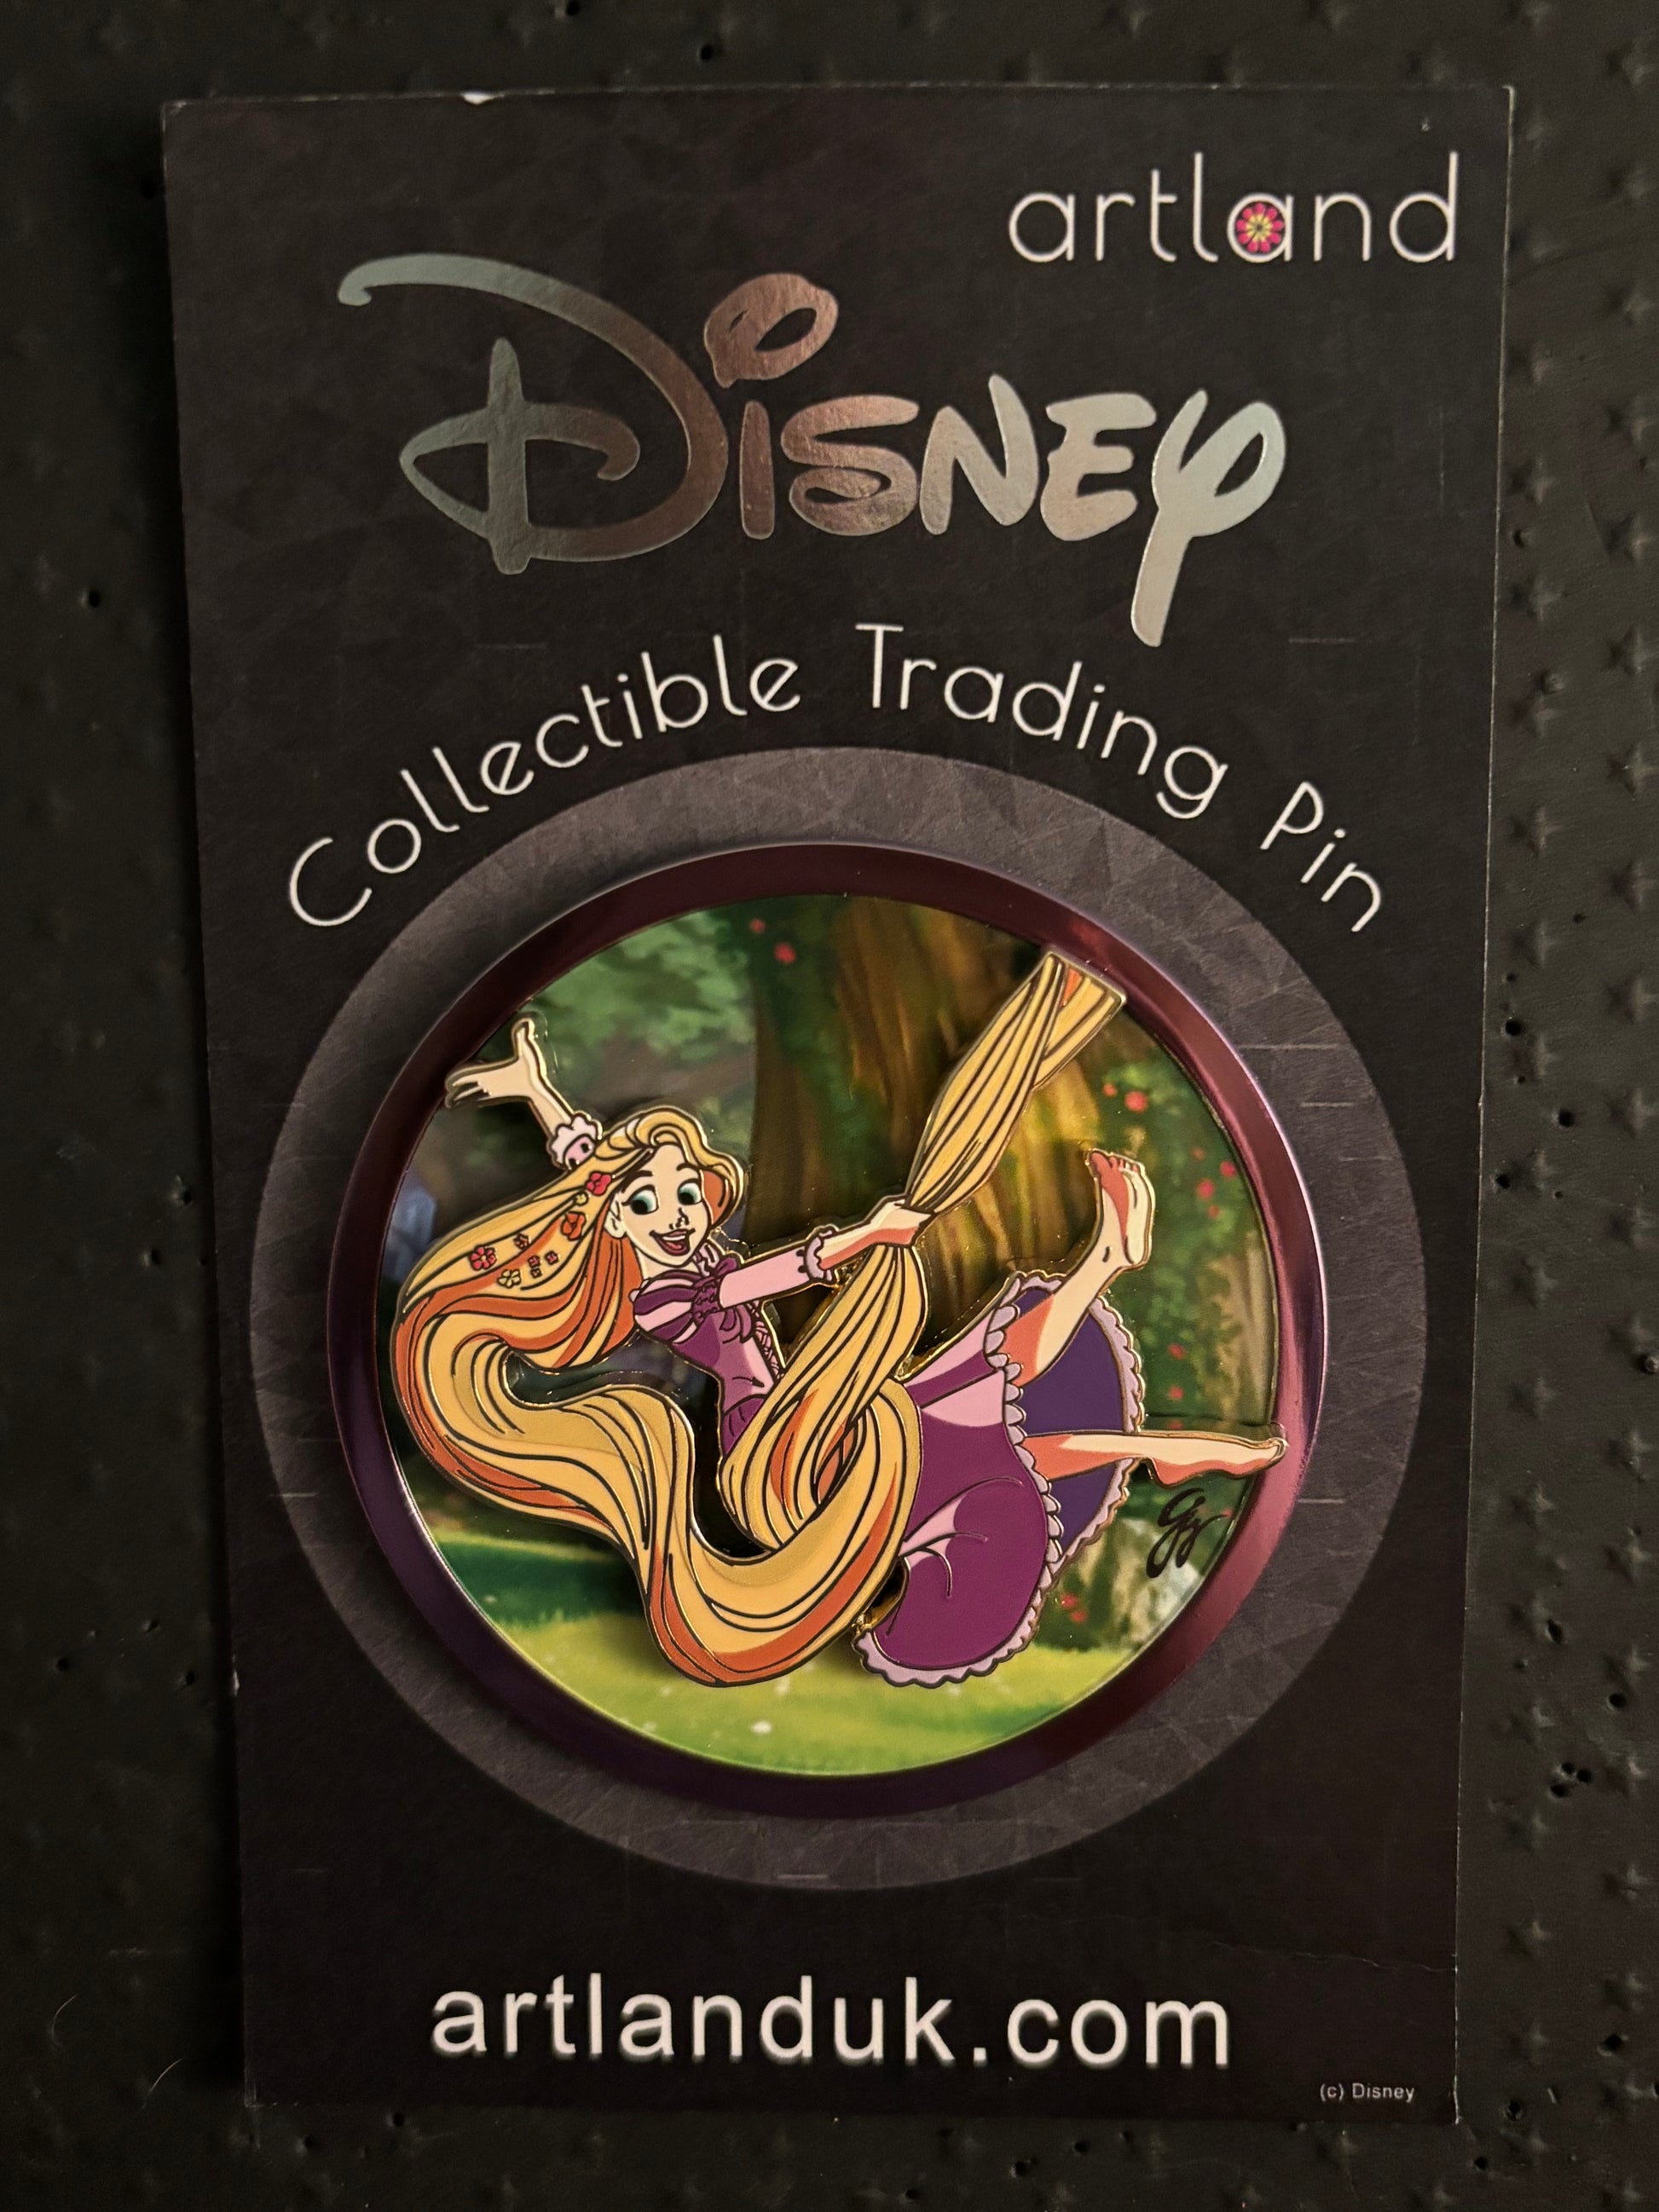 artland
Disney
Collectible Trading Pin
artlanduk.com
(c) Disney